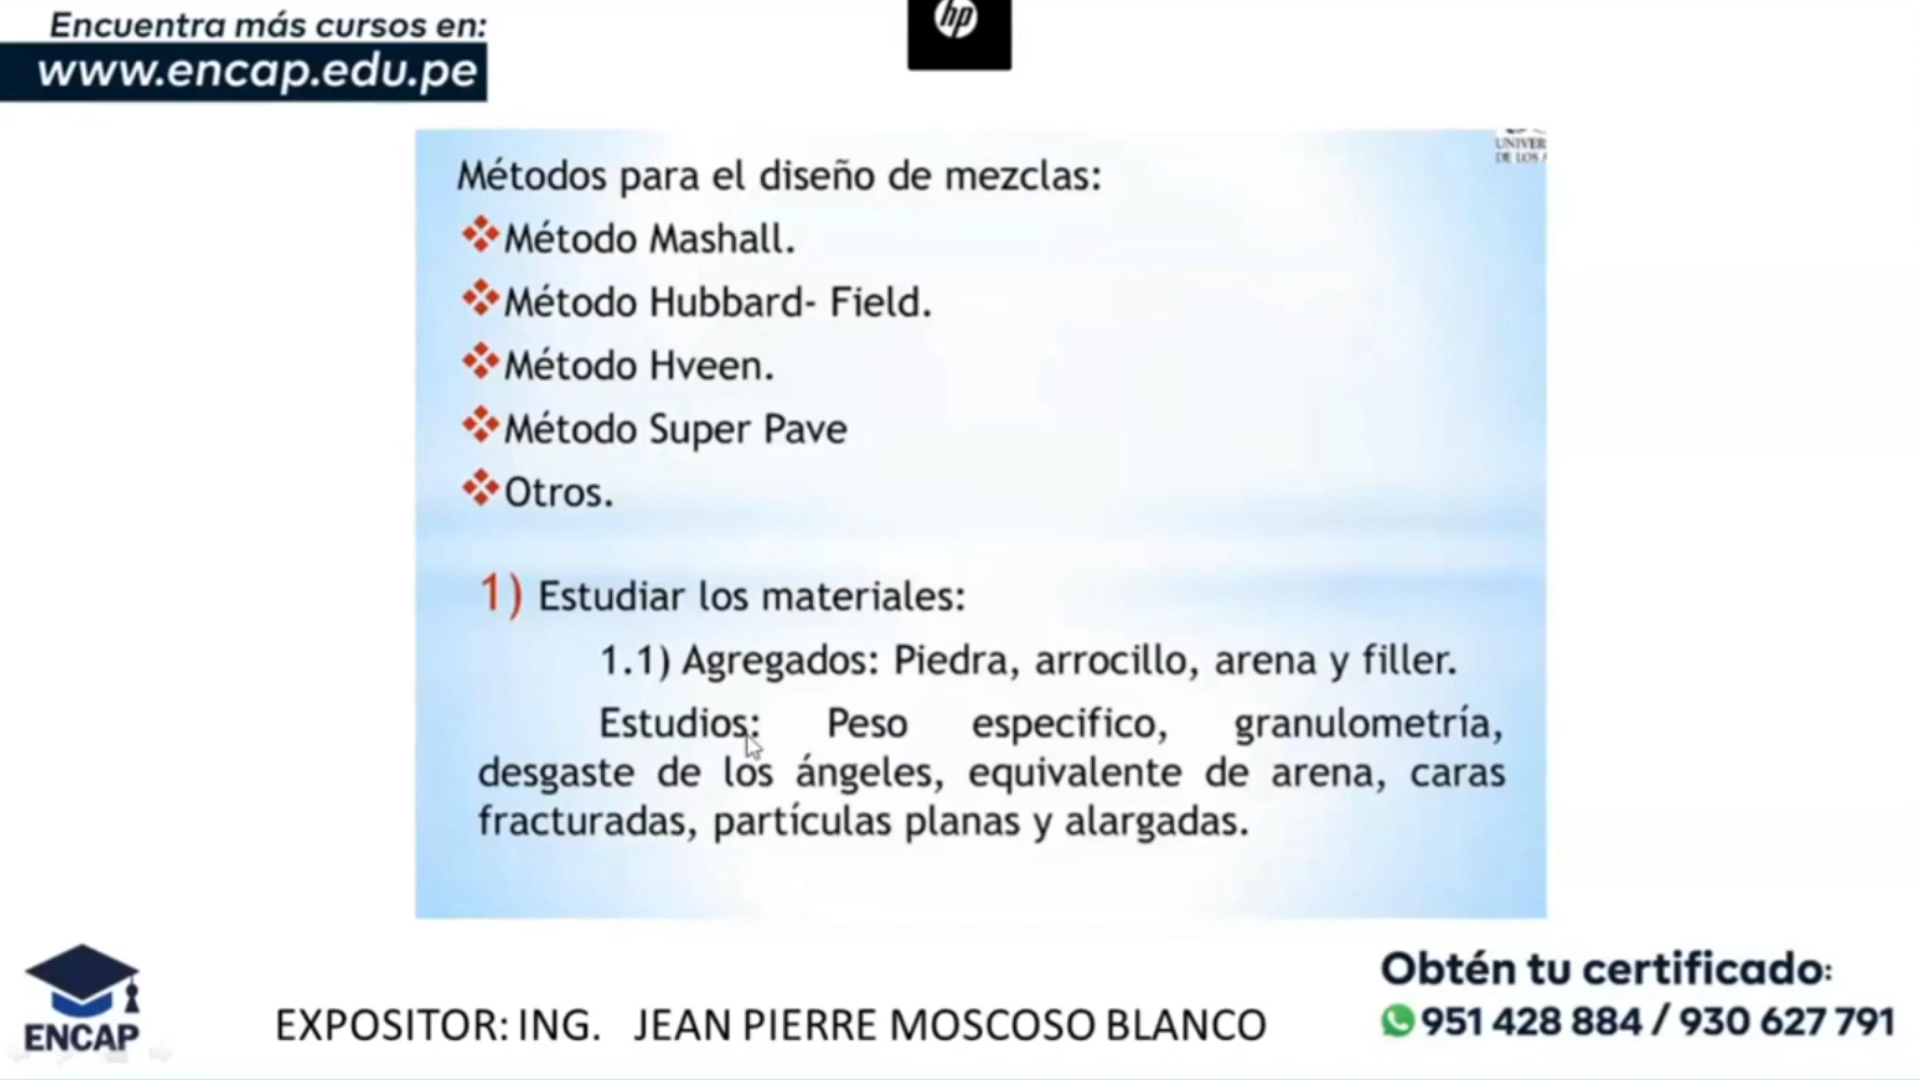 Encuentra más cursos en:
www.encap.edu.pe
hp
UNIVER
DE LOS
Métodos para el diseño de mezclas:
Método Mashall.
Método Hubbard- Field.
Método Hveen.
Método Super Pave
Otros.
1) Estudiar los materiales:
1.1) Agregados: Piedra, arrocillo, arena y filler.
Estudios: Peso especifico, granulometría,
desgaste de los ángeles, equivalente de arena, caras
fracturadas, partículas planas y alargadas.
ENCAP
EXPOSITOR: ING. JEAN PIERRE MOSCOSO BLANCO
Obtén tu certificado:
951 428 884 / 930 627 791